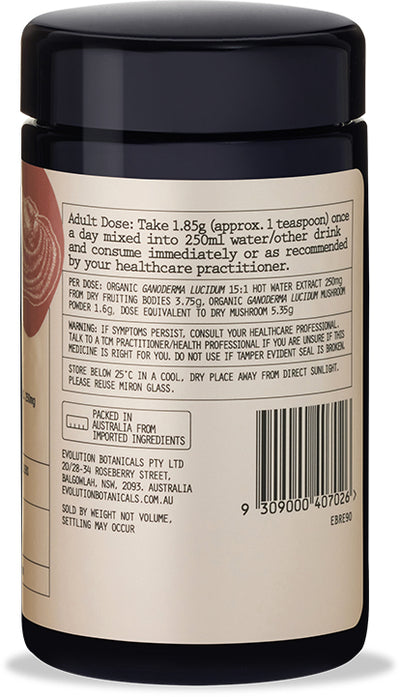 Adult Dose: Take 1.85g (approx. 1 teaspoon) once
a day mixed into 250ml water/other drink
and consume immediately or as recommended
by your healthcare practitioner.
PER DOSE: ORGANIC GANODERMA LUCIDUM 15:1 HOT WATER EXTRACT 250mg
FROM DRY FRUITING BODIES 3.75g, ORGANIC GANODERMA LUCIDUM MUSHROOM
POWDER 1.6g, DOSE EQUIVALENT TO DRY MUSHROOM 5.35g
WARNING: IF SYMPTOMS PERSIST, CONSULT YOUR HEALTHCARE PROFESSIONAL.
TALK TO A TCM PRACTITIONER/HEALTH PROFESSIONAL IF YOU ARE UNSURE IF THIS
MEDICINE IS RIGHT FOR YOU. DO NOT USE IF TAMPER EVIDENT SEAL IS BROKEN.
STORE BELOW 25°C IN A COOL, DRY PLACE AWAY FROM DIRECT SUNLIGHT.
PLEASE REUSE MIRON GLASS.
PACKED IN
AUSTRALIA FROM
IMPORTED INGREDIENTS
EVOLUTION BOTANICALS PTY LTD
20/28-34 ROSEBERRY STREET,
BALGOWLAH, NSW, 2093. AUSTRALIA
EVOLUTIONBOTANICALS.COM.AU
SOLD BY WEIGHT NOT VOLUME,
SETTLING MAY OCCUR
9 309000 407026 >
EBRE90